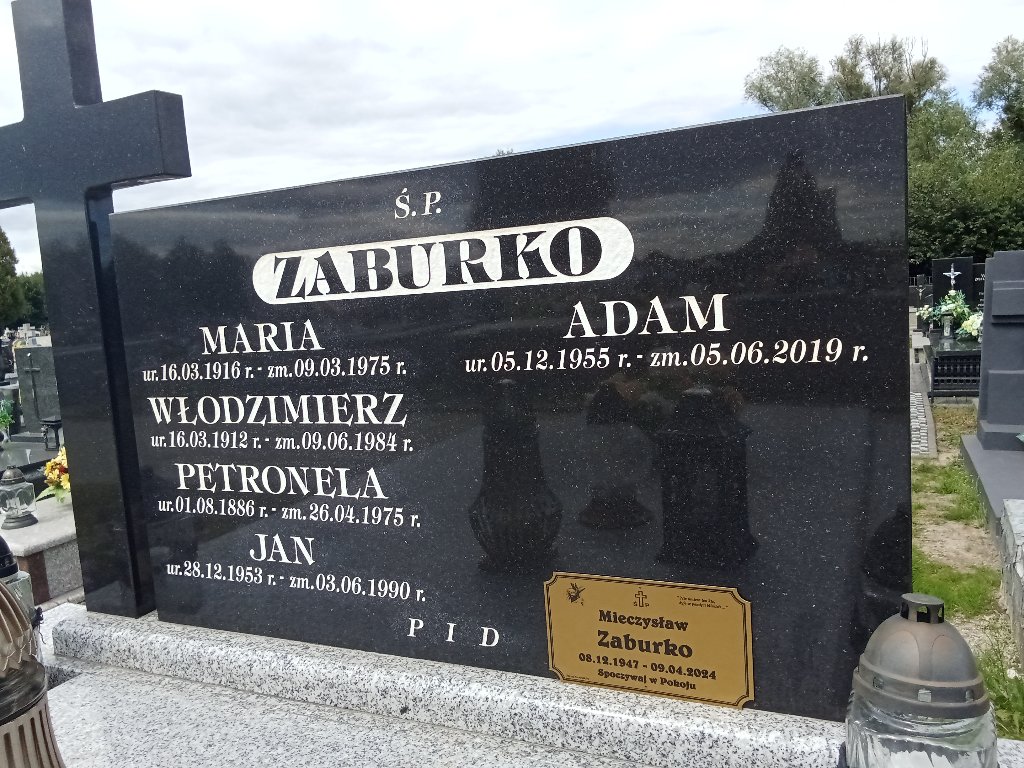 Ś.P.
ZABURKO
MARIA
ur. 16.03.1916 r. - zm. 09.03.1975 r.
WŁODZIMIERZ
ur. 16.03.1912 r. - zm. 09.06.1984 r.
PETRONELA
ur. 01.08.1886 r. - zm. 26.04.1975 r.
JAN
ur. 28.12.1953 r. - zm. 03.06.1990 r.
ADAM
ur. 05.12.1955 r. - zm. 05.06.2019 r.
P I D
Ś P
Mieczysław
Zaburko
08.12.1947 - 09.04.2024
Spoczywaj w Pokoju